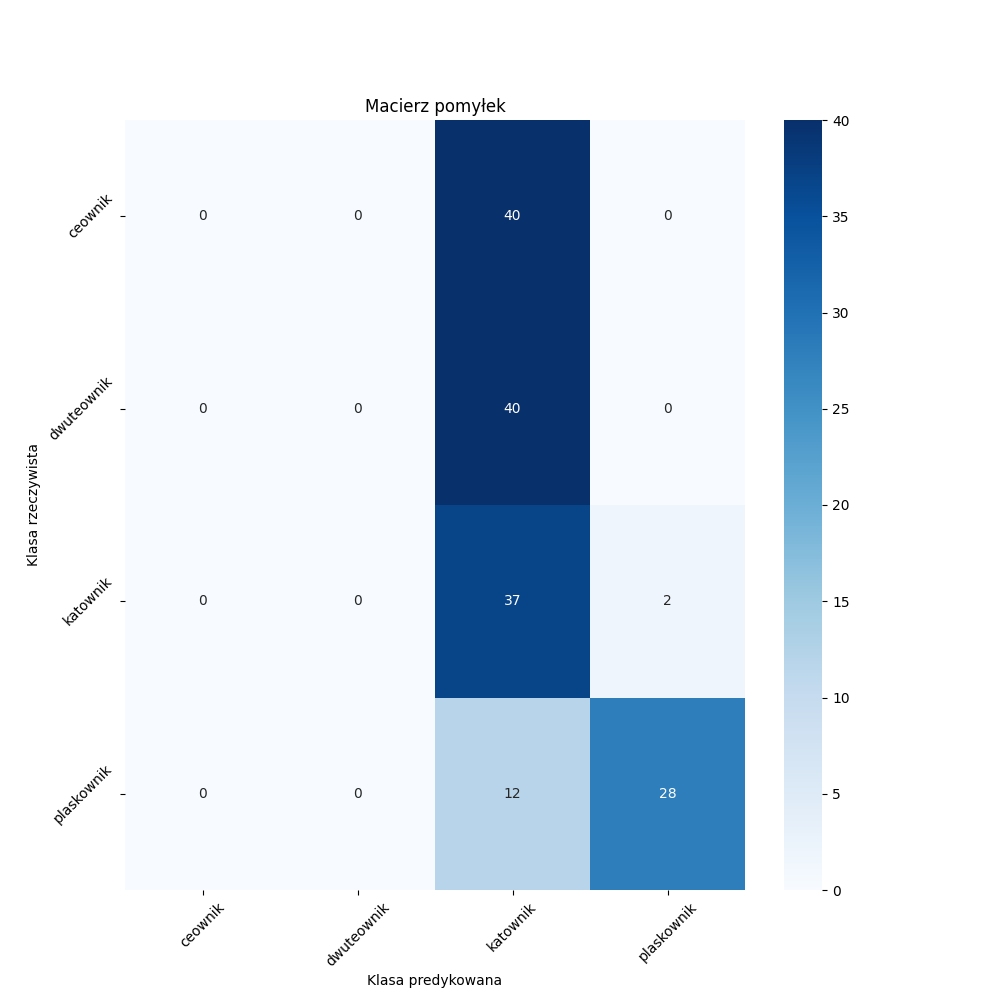 Macierz pomyłek
40
ceownik
0 0 40 0
35
30
dwuteownik
0 0 40 0
25
Klasa rzeczywista
20
katownik
0 0 37 2
15
10
plaskownik
0 0 12 28
5
0
ceownik
dwuteownik
katownik
plaskownik
Klasa predykowana